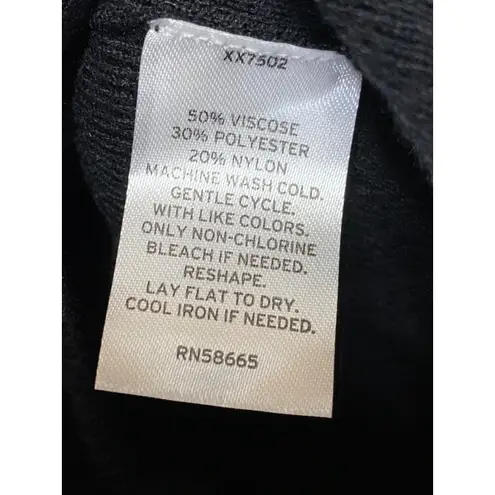 XX7502
50% VISCOSE
30% POLYESTER
20% NYLON
MACHINE WASH COLD.
GENTLE CYCLE.
WITH LIKE COLORS.
ONLY NON-CHLORINE
BLEACH IF NEEDED.
RESHAPE.
LAY FLAT TO DRY.
COOL IRON IF NEEDED.
RN58665